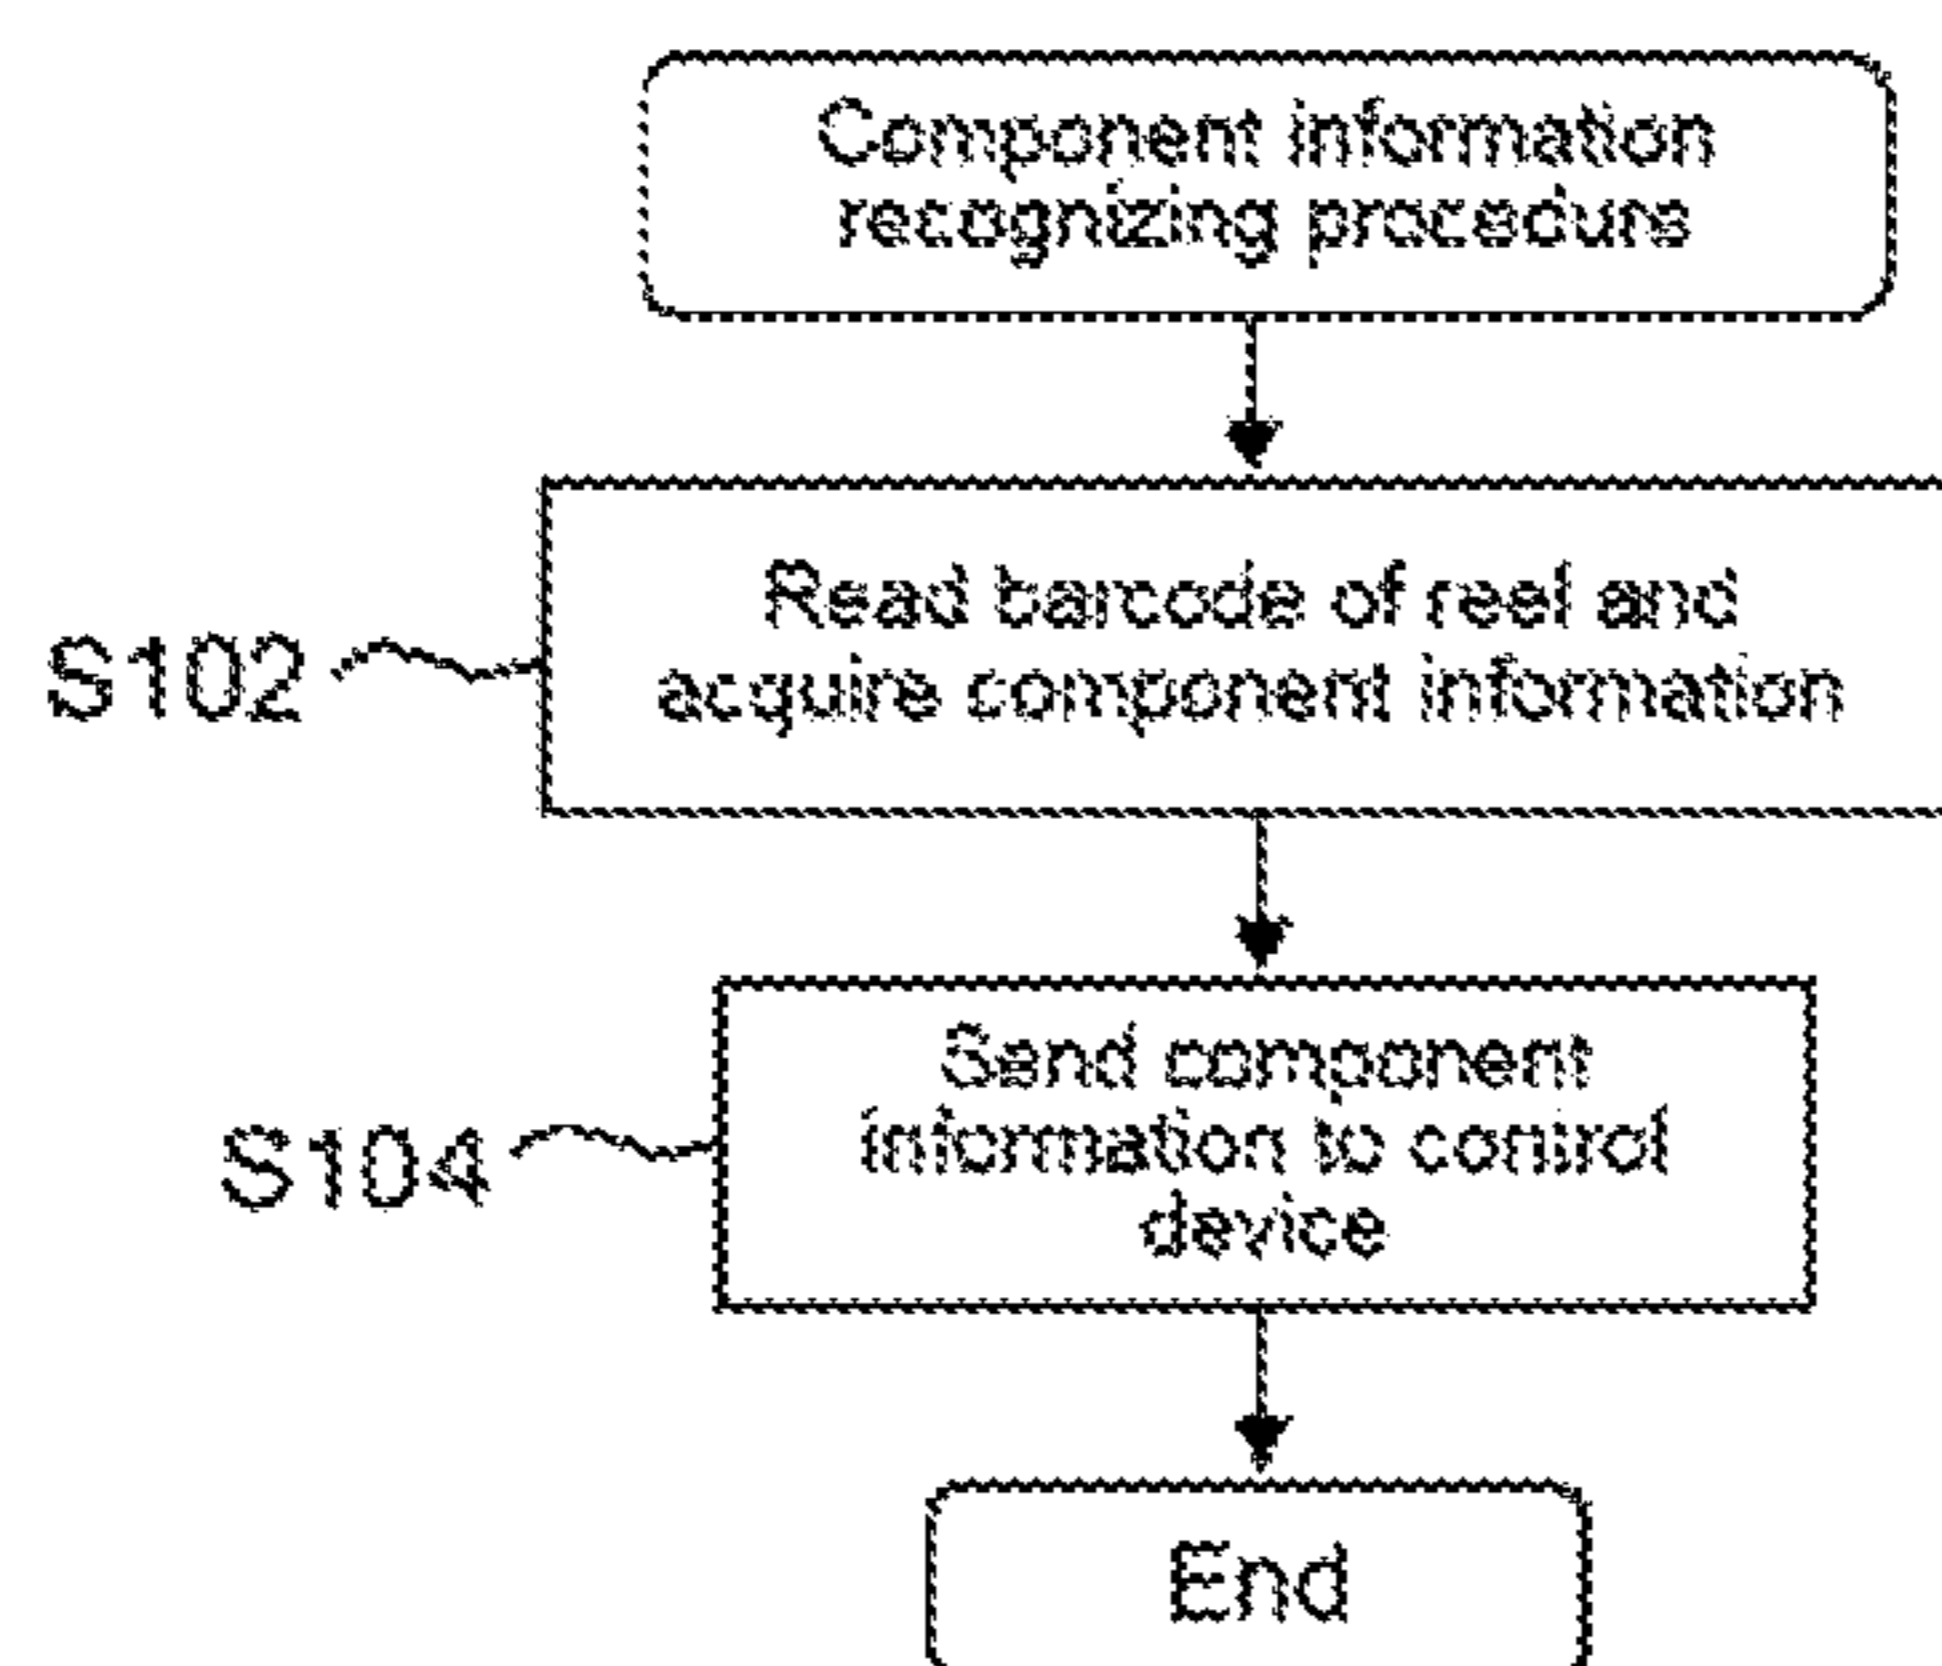 Component information
recognizing procedure
Read barcode of reel and
acquire component information
S102
Send component
information to control
device
S104
End